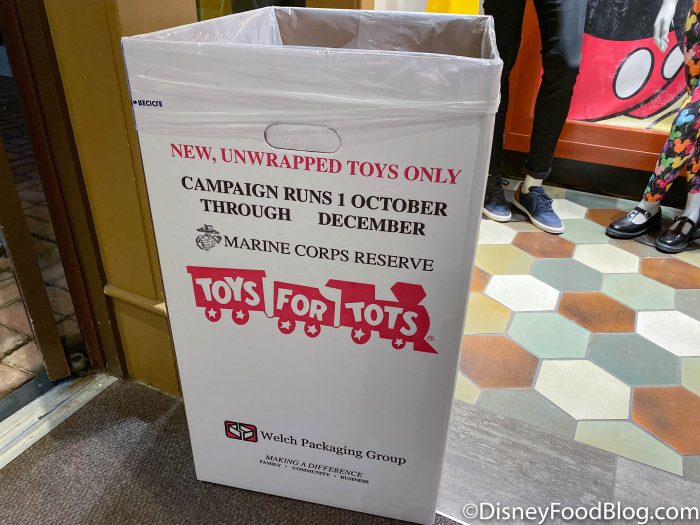 RECICLE
NEW, UNWRAPPED TOYS ONLY
CAMPAIGN RUNS 1 OCTOBER
THROUGH DECEMBER
MARINE CORPS RESERVE
TOYS FOR TOTS
®
Welch Packaging Group
MAKING A DIFFERENCE
FAMILY • COMMUNITY • BUSINESS
©DisneyFoodBlog.com